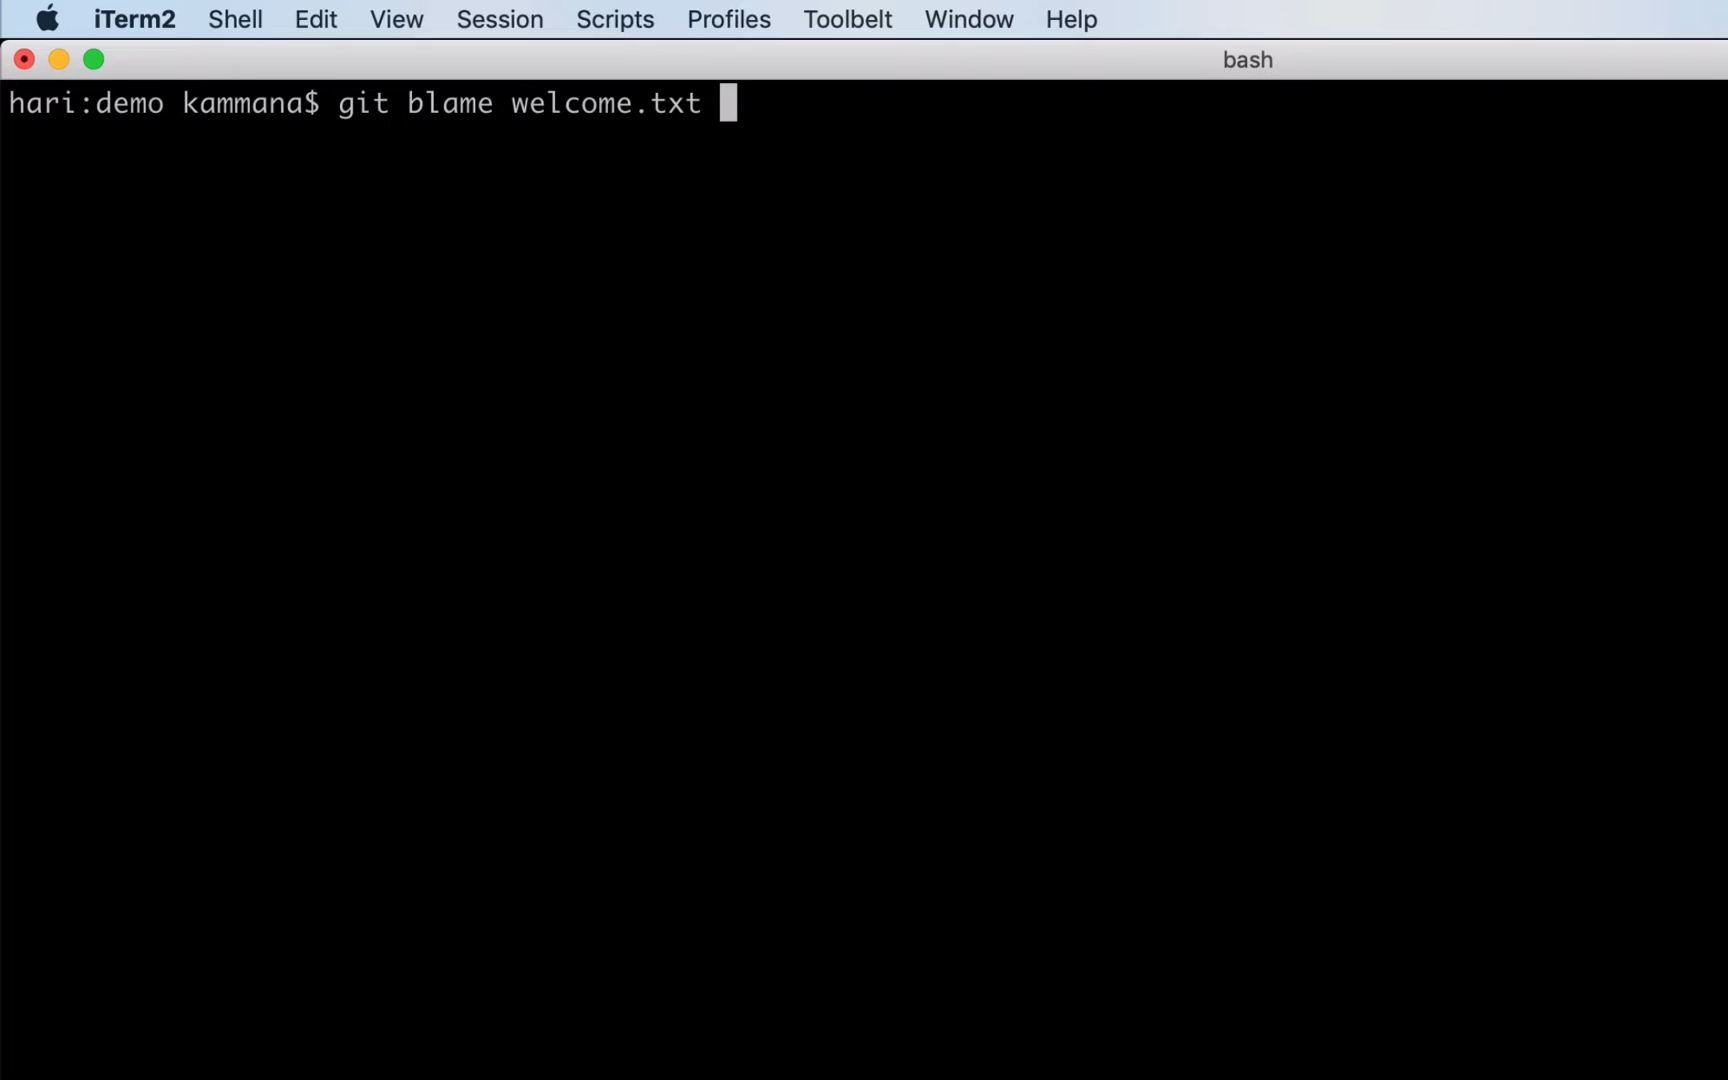 iTerm2 Shell Edit View Session Scripts Profiles Toolbelt Window Help
bash
hari:demo kammana$ git blame welcome.txt